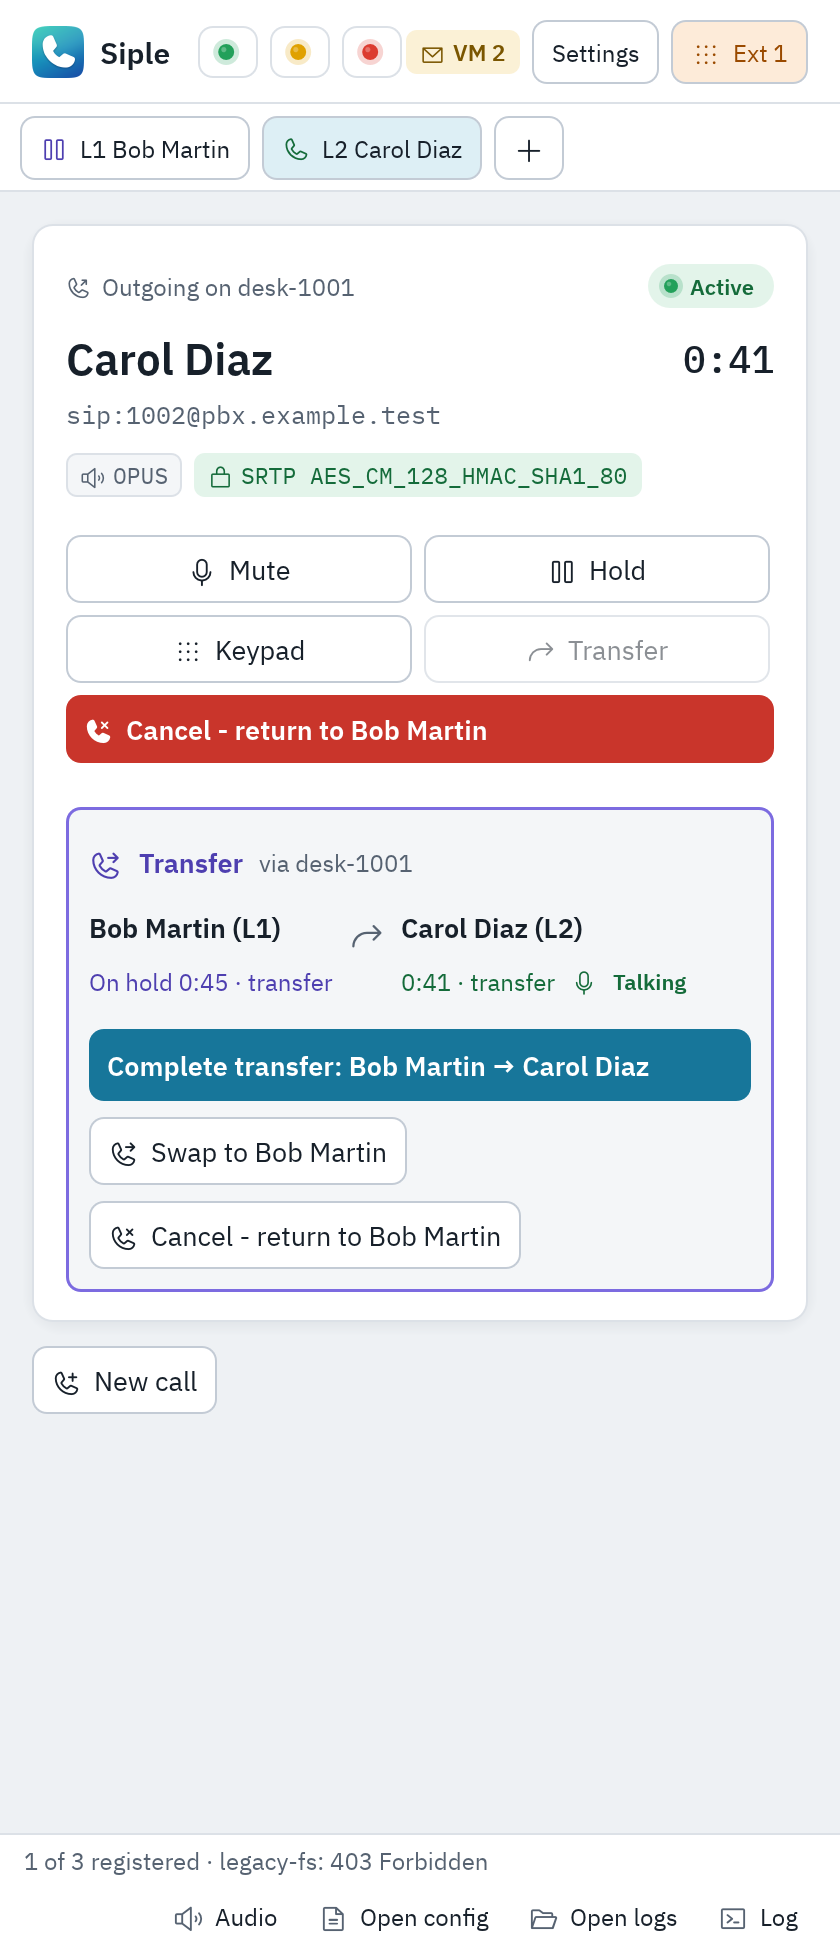 Siple VM 2 Settings Ext 1
L1 Bob Martin L2 Carol Diaz
Outgoing on desk-1001 Active
Carol Diaz 0:41
sip:1002@pbx.example.test
OPUS SRTP AES_CM_128_HMAC_SHA1_80
Mute Hold
Keypad Transfer
Cancel - return to Bob Martin
Transfer via desk-1001
Bob Martin (L1) Carol Diaz (L2)
On hold 0:45 · transfer 0:41 · transfer Talking
Complete transfer: Bob Martin → Carol Diaz
Swap to Bob Martin
Cancel - return to Bob Martin
New call
1 of 3 registered · legacy-fs: 403 Forbidden
Audio Open config Open logs Log